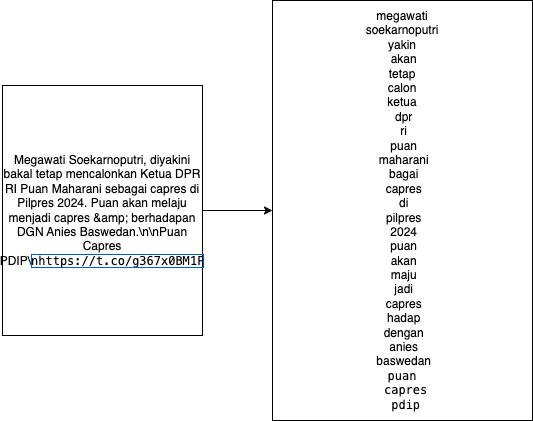 Megawati Soekarnoputri, diyakini
bakal tetap mencalonkan Ketua DPR
RI Puan Maharani sebagai capres di
Pilpres 2024. Puan akan melaju
menjadi capres &amp; berhadapan
DGN Anies Baswedan.\n\nPuan
Capres
PDIP\nhttps://t.co/g367x0BM1F
megawati
soekarnoputri
yakin
akan
tetap
calon
ketua
dpr
ri
puan
maharani
bagai
capres
di
pilpres
2024
puan
akan
maju
jadi
capres
hadap
dengan
anies
baswedan
puan
capres
pdip